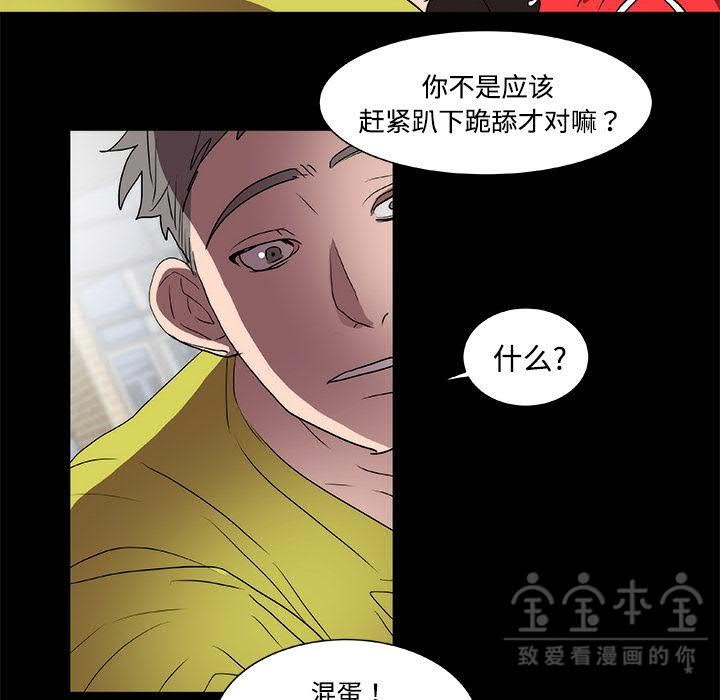 你不是应该
赶紧趴下跪舔才对嘛？
什么?
宝宝本宝
致爱看漫画的你
混蛋！